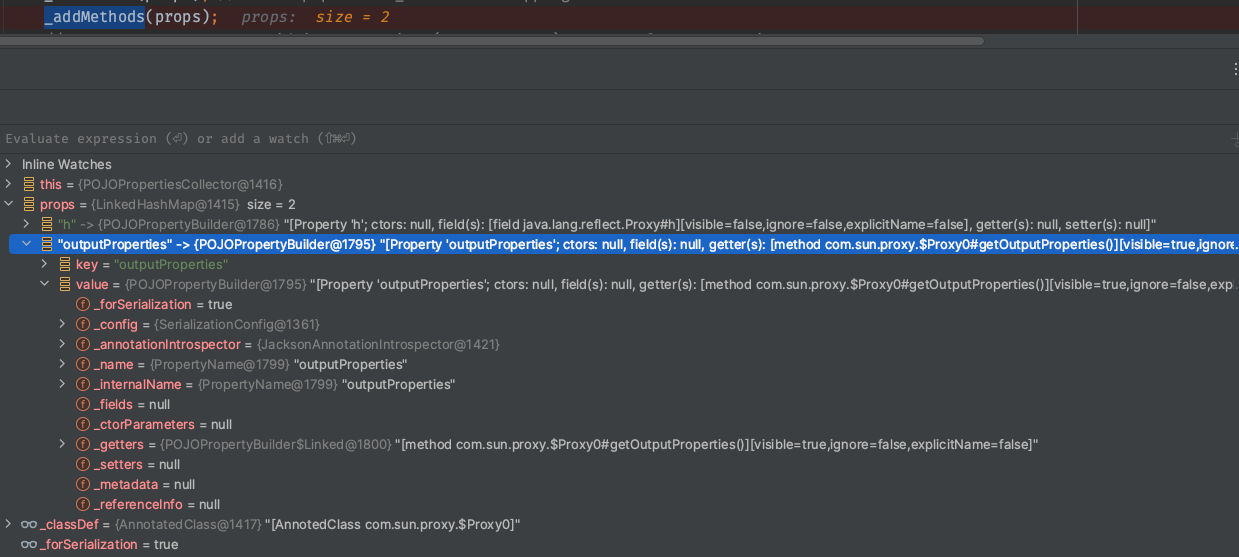 _addMethods(props);   props:  size = 2
Evaluate expression (⏎) or add a watch (⇧⌘⏎)
Inline Watches
this = {POJOPropertiesCollector@1416}
props = {LinkedHashMap@1415}  size = 2
"h" -> {POJOPropertyBuilder@1786} "[Property 'h'; ctors: null, field(s): [field java.lang.reflect.Proxy#h][visible=false,ignore=false,explicitName=false], getter(s): null, setter(s): null]"
"outputProperties" -> {POJOPropertyBuilder@1795} "[Property 'outputProperties'; ctors: null, field(s): null, getter(s): [method com.sun.proxy.$Proxy0#getOutputProperties()][visible=true,ignore.
key = "outputProperties"
value = {POJOPropertyBuilder@1795} "[Property 'outputProperties'; ctors: null, field(s): null, getter(s): [method com.sun.proxy.$Proxy0#getOutputProperties()][visible=true,ignore=false,exp
_forSerialization = true
_config = {SerializationConfig@1361}
_annotationIntrospector = {JacksonAnnotationIntrospector@1421}
_name = {PropertyName@1799} "outputProperties"
_internalName = {PropertyName@1799} "outputProperties"
_fields = null
_ctorParameters = null
_getters = {POJOPropertyBuilder$Linked@1800} "[method com.sun.proxy.$Proxy0#getOutputProperties()][visible=true,ignore=false,explicitName=false]"
_setters = null
_metadata = null
_referenceInfo = null
_classDef = {AnnotatedClass@1417} "[AnnotedClass com.sun.proxy.$Proxy0]"
_forSerialization = true